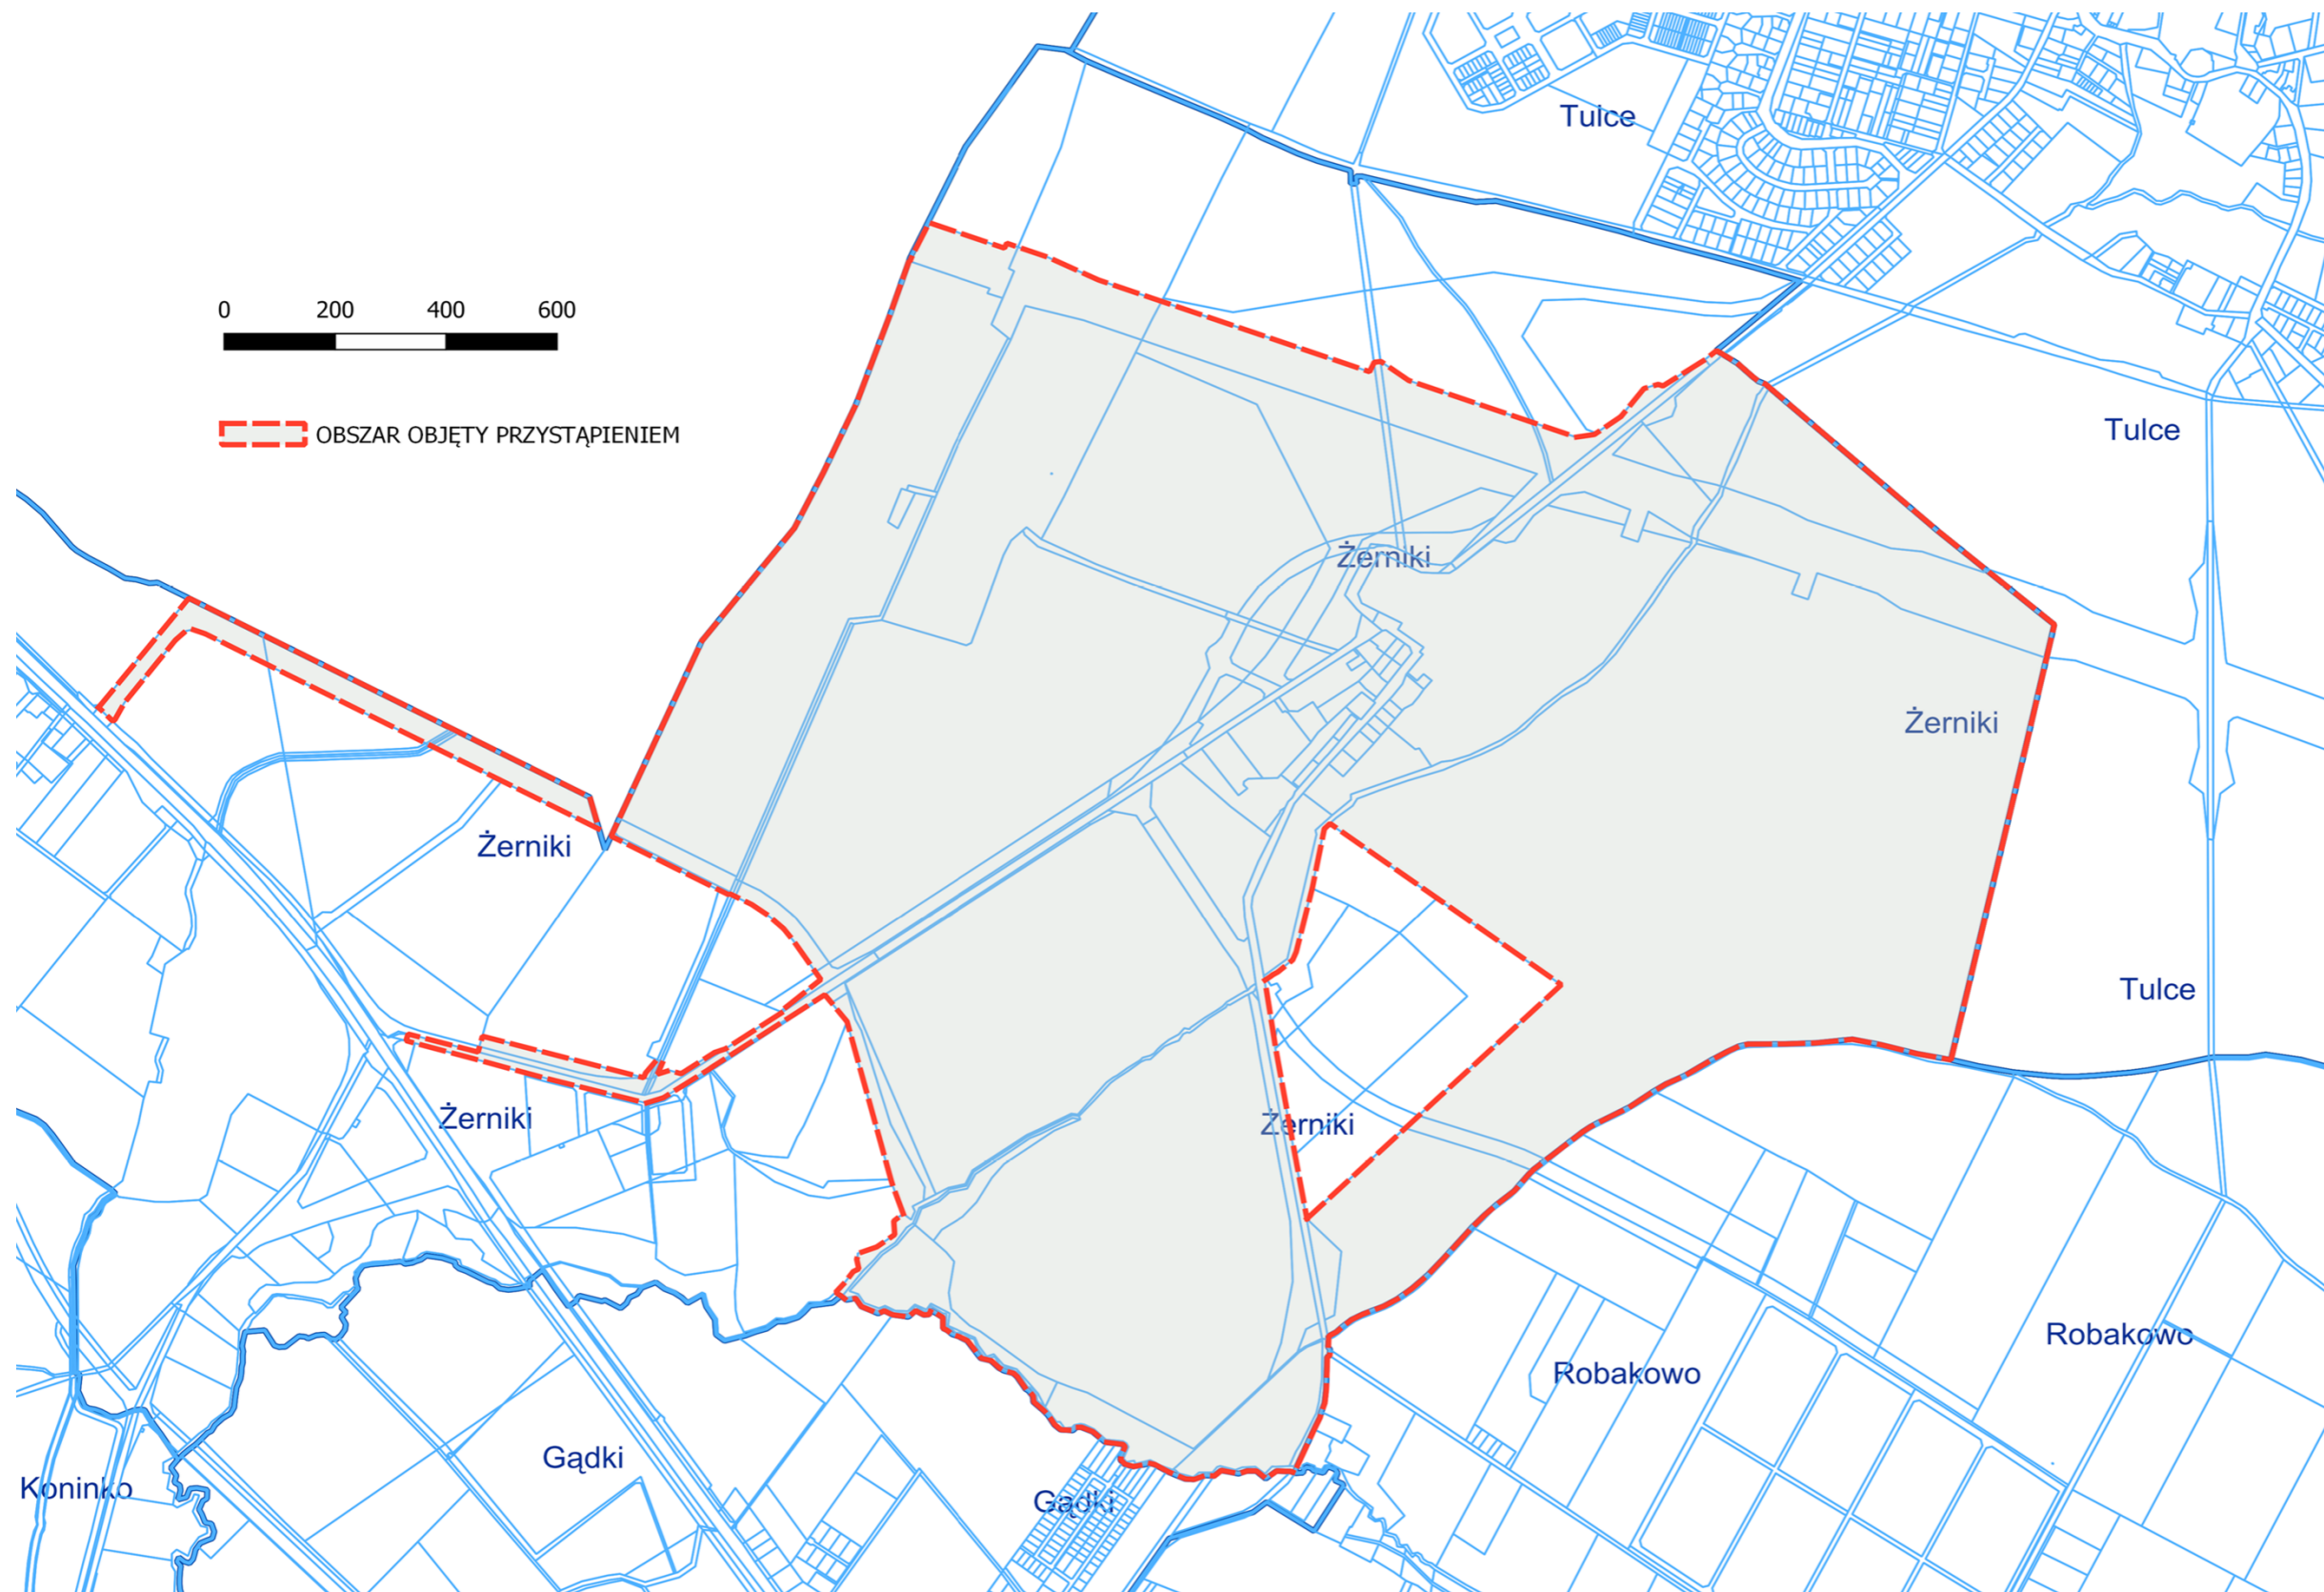 Tulce
0 200 400 600
OBSZAR OBJĘTY PRZYSTĄPIENIEM
Tulce
Żerniki
Żerniki
Żerniki
Tulce
Żerniki
Żerniki
Robakowo
Robakowo
Gądki
Koninko
Gądki